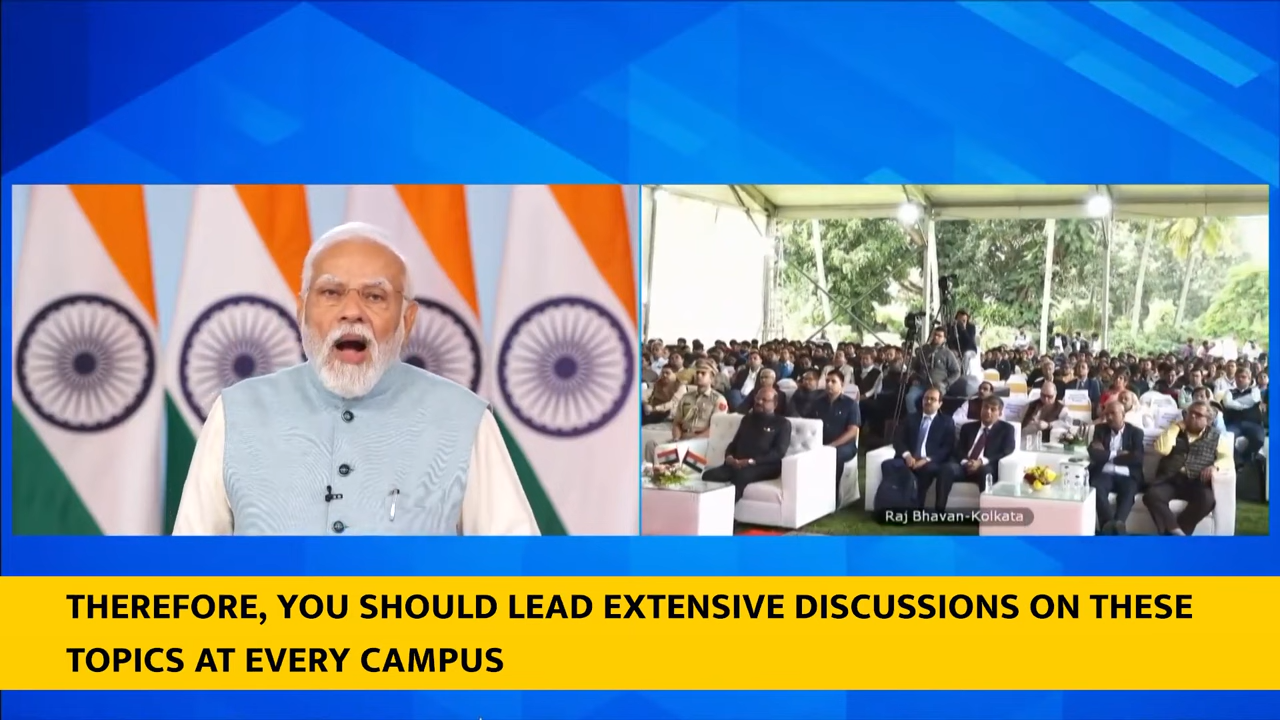 Raj Bhavan-Kolkata
THEREFORE, YOU SHOULD LEAD EXTENSIVE DISCUSSIONS ON THESE
TOPICS AT EVERY CAMPUS